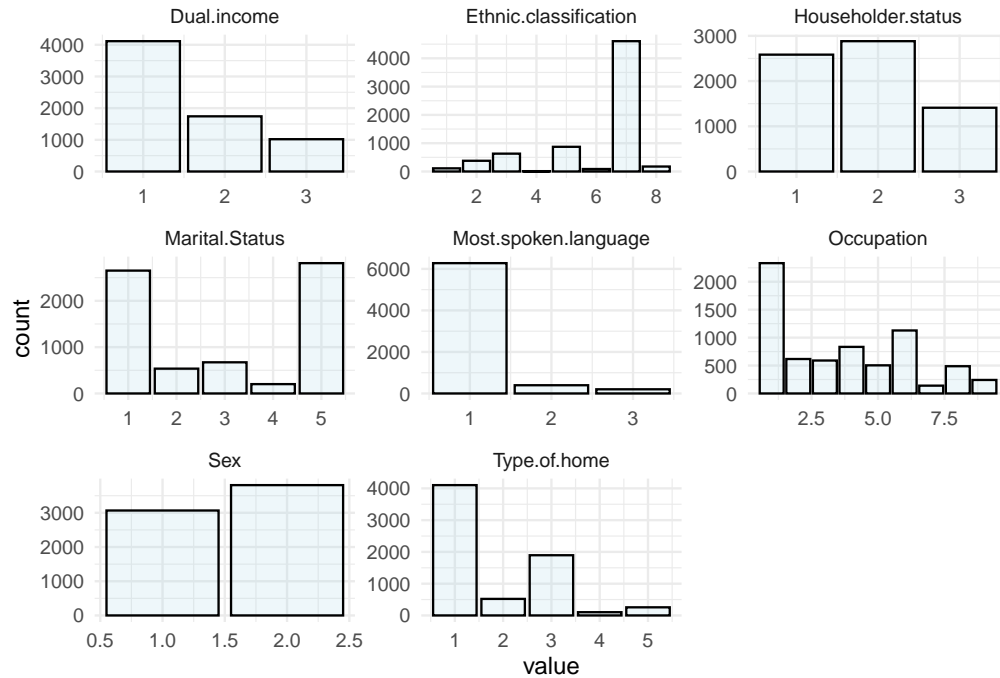 Dual.income
Ethnic.classification
Householder.status
4000
3000
2000
1000
0
1 2 3
4000
3000
2000
1000
0
2 4 6 8
3000
2000
1000
0
1 2 3
Marital.Status
Most.spoken.language
Occupation
count
2000
1000
0
1 2 3 4 5
6000
4000
2000
0
1 2 3
2000
1500
1000
500
0
2.5 5.0 7.5
Sex
Type.of.home
3000
2000
1000
0
0.5 1.0 1.5 2.0 2.5
4000
3000
2000
1000
0
1 2 3 4 5
value